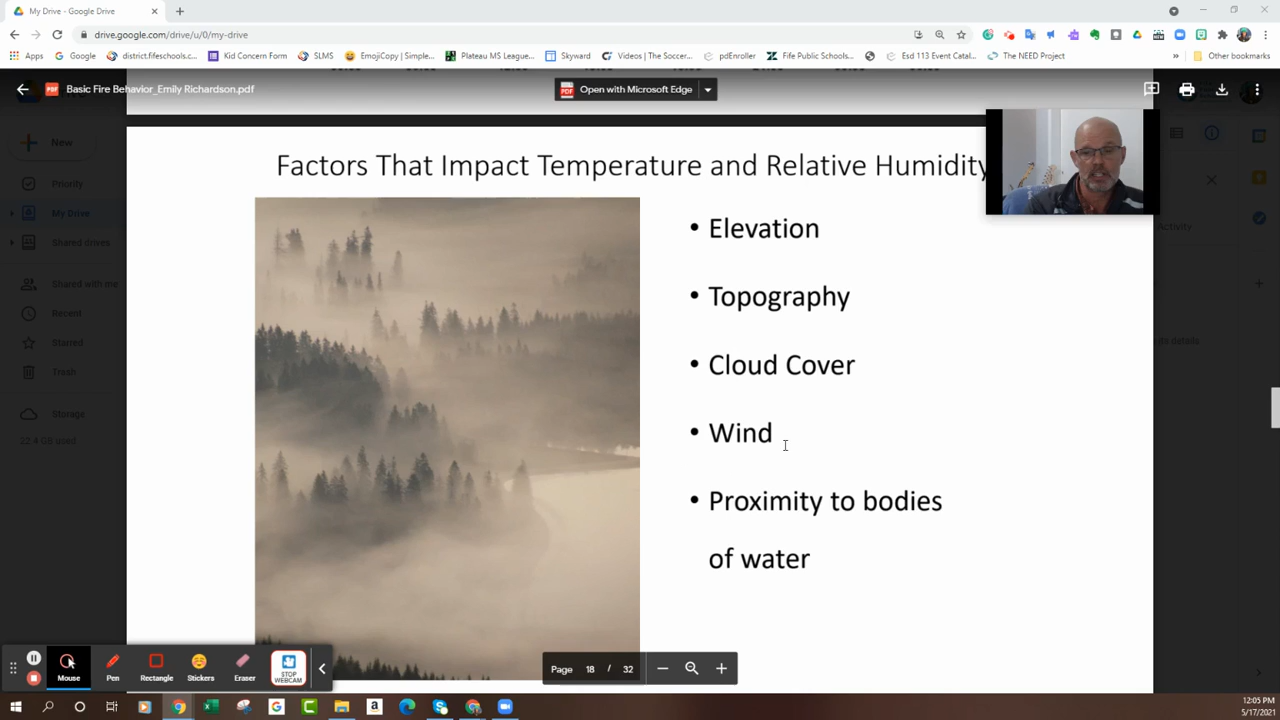 My Drive - Google Drive
drive.google.com/drive/u/0/my-drive
Apps Google district.fifeschools.c... Kid Concern Form SLMS EmojiCopy | Simple... Plateau MS League... Skyward Videos | The Soccer... pdEnroller Fife Public Schools... Esd 113 Event Catal... The NEED Project » Other bookmarks
Basic Fire Behavior_Emily Richardson.pdf
Open with Microsoft Edge
New
Priority
My Drive
Shared drives
Shared with me
Recent
Starred
Trash
Storage
22.4 GB used
Activity
Factors That Impact Temperature and Relative Humidity
• Elevation
• Topography
• Cloud Cover
• Wind
• Proximity to bodies
of water
Mouse Pen Rectangle Stickers Eraser STOP WEBCAM
Page 18 / 32
12:05 PM
5/17/2021